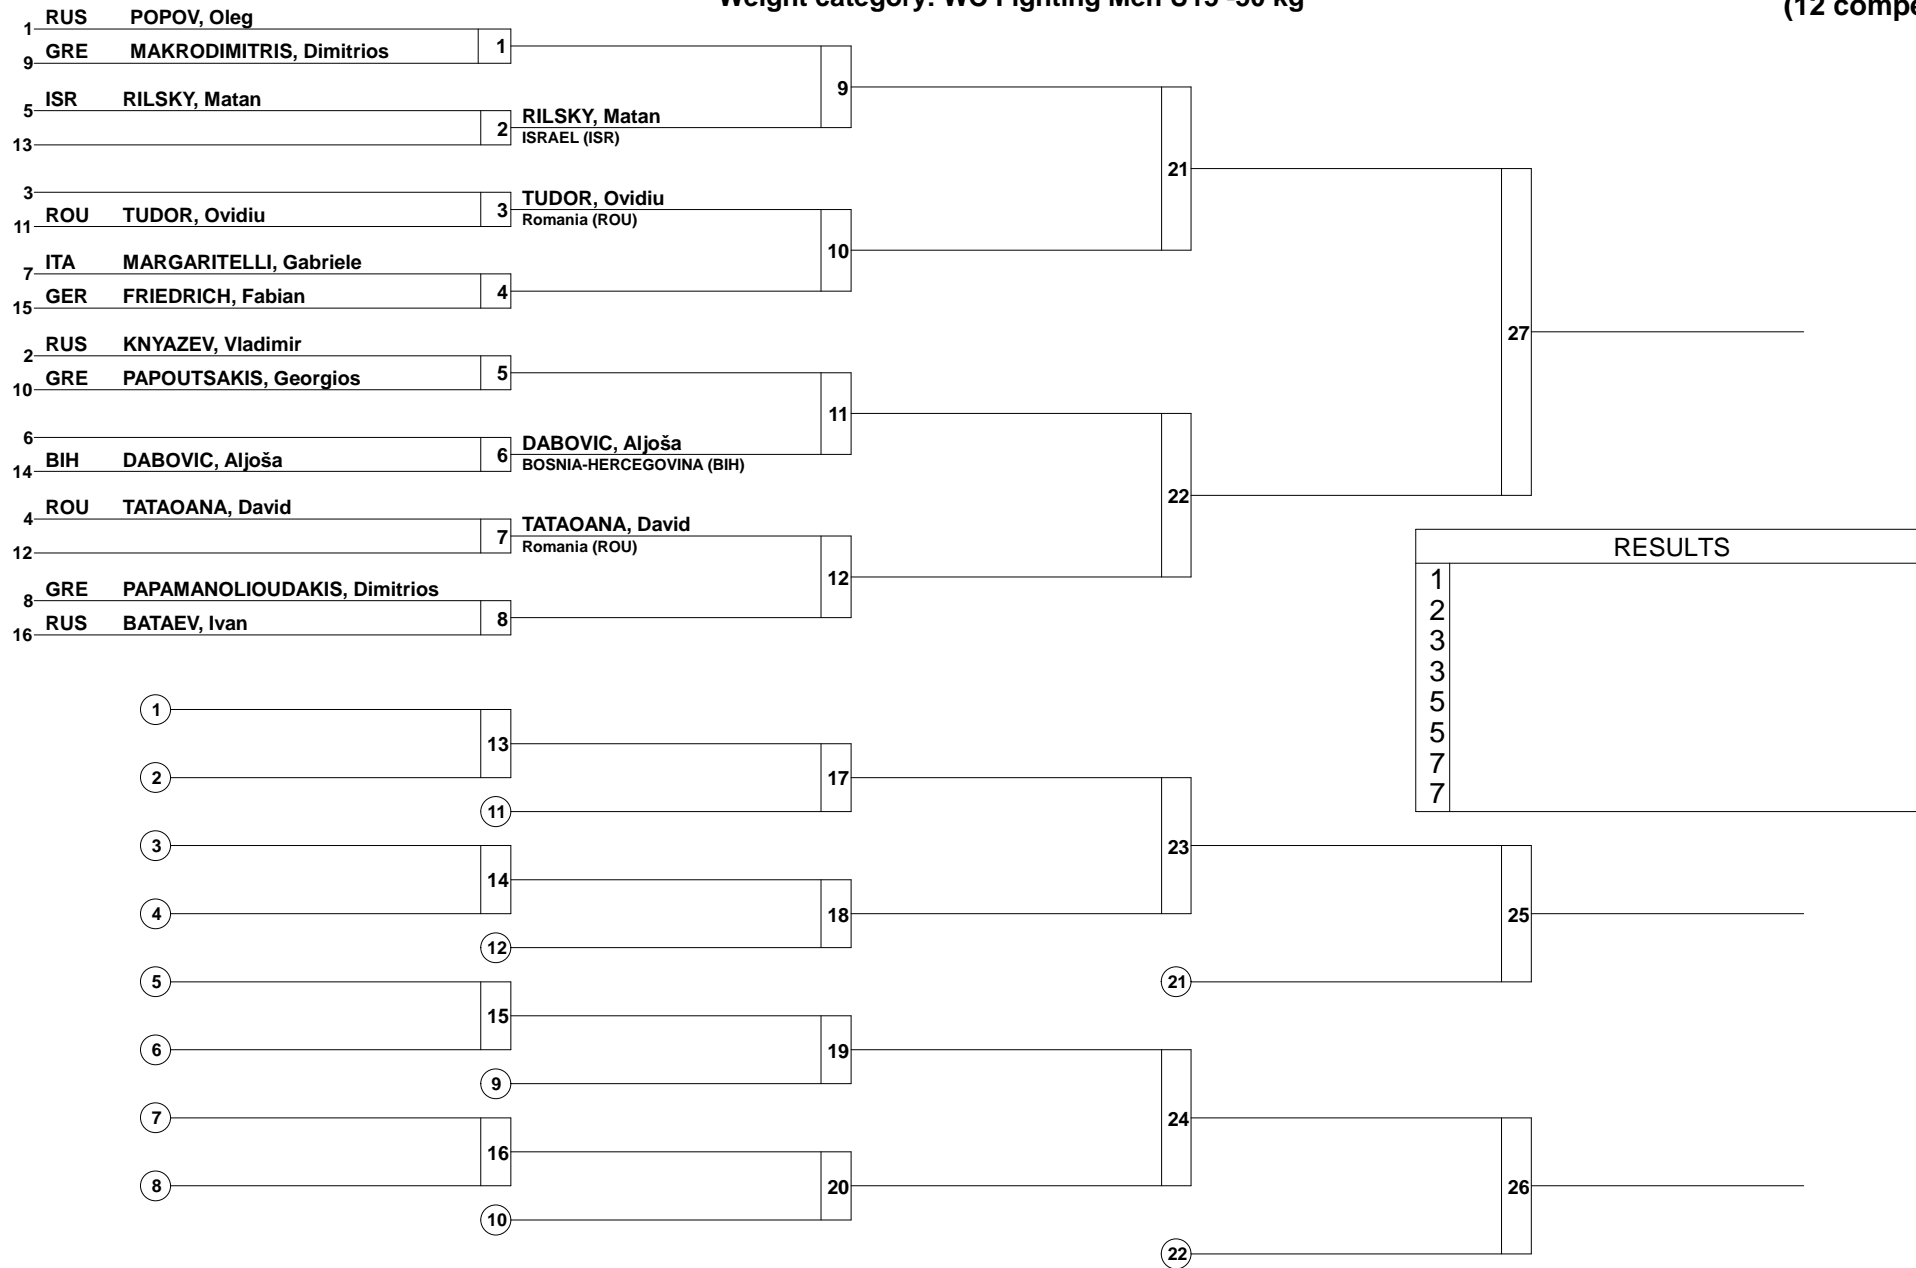 Weight category: WC Fighting Men U15 -50 kg
(12 compe
1 RUS POPOV, Oleg
9 GRE MAKRODIMITRIS, Dimitrios
1
5 ISR RILSKY, Matan
13
2
RILSKY, Matan
ISRAEL (ISR)
9
3
11 ROU TUDOR, Ovidiu
3
TUDOR, Ovidiu
Romania (ROU)
7 ITA MARGARITELLI, Gabriele
15 GER FRIEDRICH, Fabian
4
10
21
2 RUS KNYAZEV, Vladimir
10 GRE PAPOUTSAKIS, Georgios
5
6
14 BIH DABOVIC, Aljoša
6
DABOVIC, Aljoša
BOSNIA-HERCEGOVINA (BIH)
11
4 ROU TATAOANA, David
12
7
TATAOANA, David
Romania (ROU)
8 GRE PAPAMANOLIOUDAKIS, Dimitrios
16 RUS BATAEV, Ivan
8
12
22
27
RESULTS
1
2
3
3
5
5
7
7
1
2
13
11
17
3
4
14
12
18
23
21
25
5
6
15
9
19
7
8
16
10
20
24
22
26